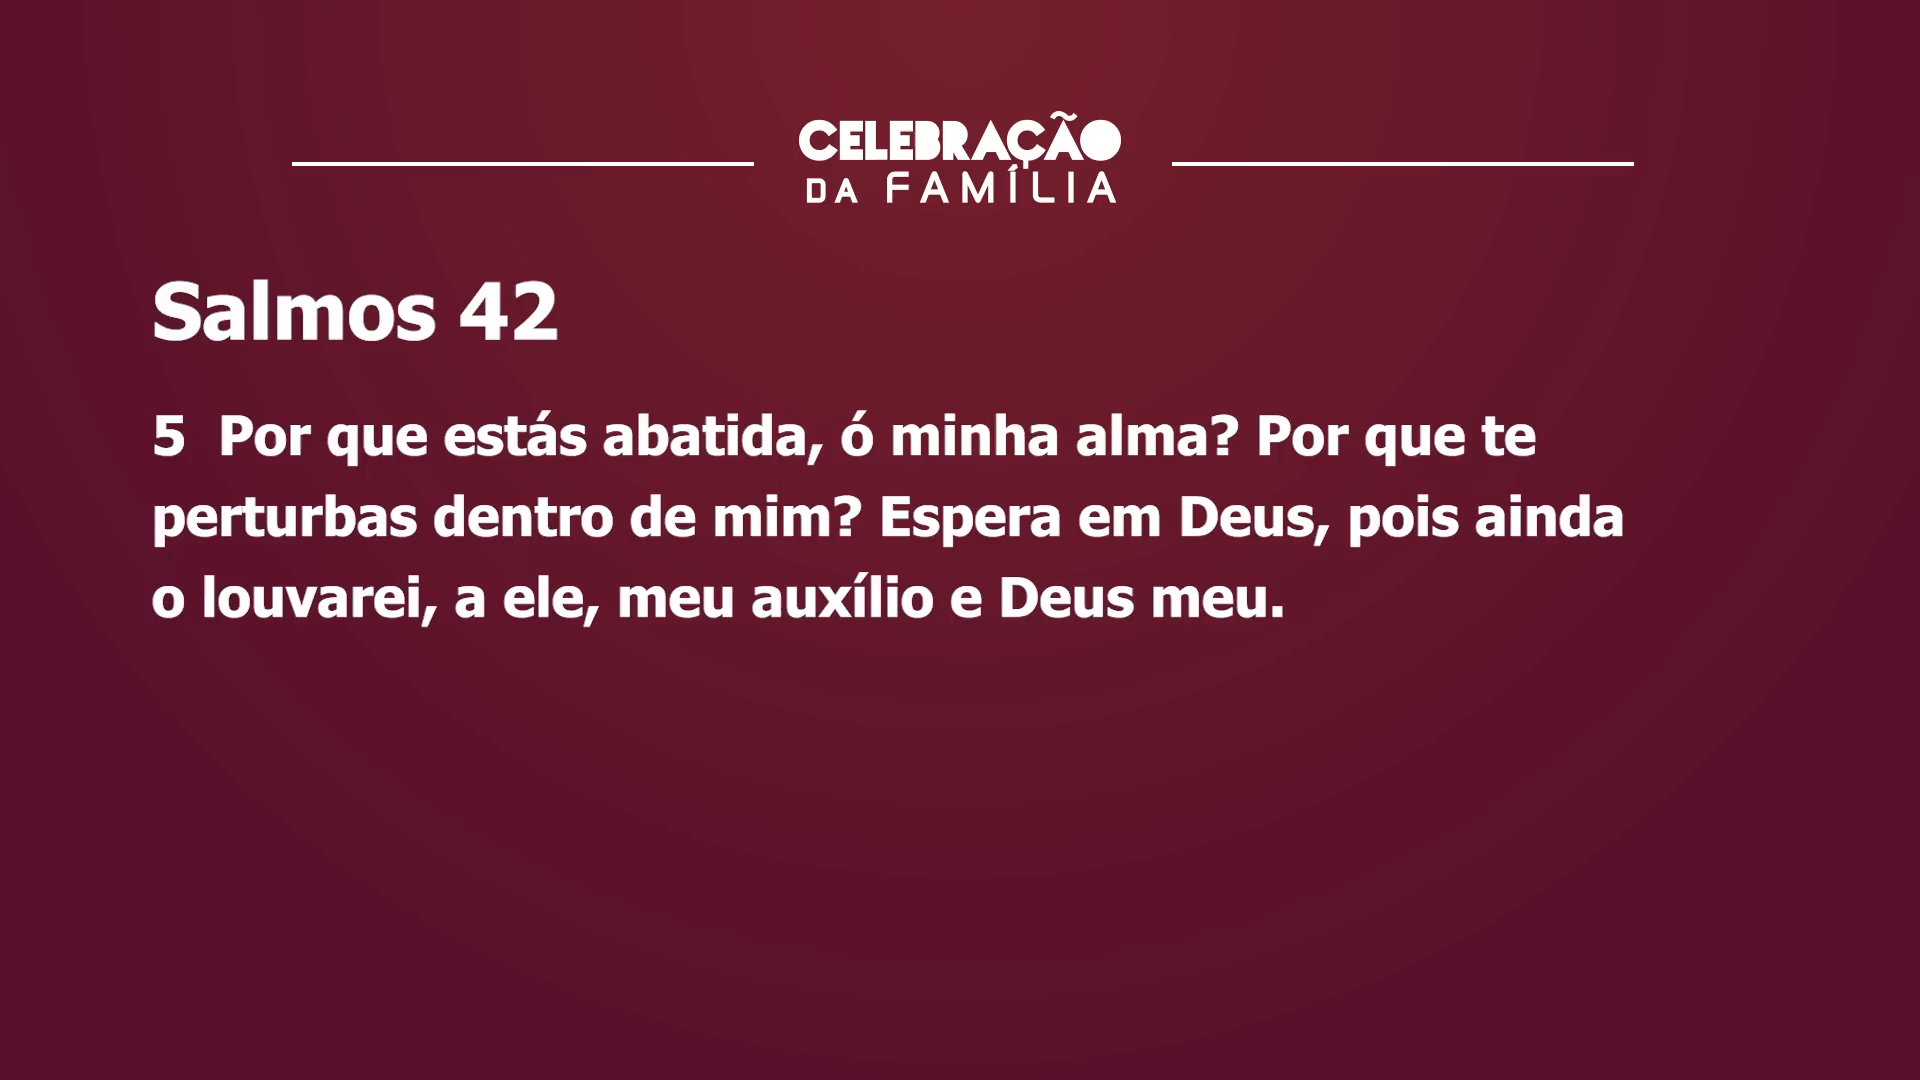 CELEBRAÇÃO
DA FAMÍLIA
Salmos 42
5 Por que estás abatida, ó minha alma? Por que te
perturbas dentro de mim? Espera em Deus, pois ainda
o louvarei, a ele, meu auxílio e Deus meu.